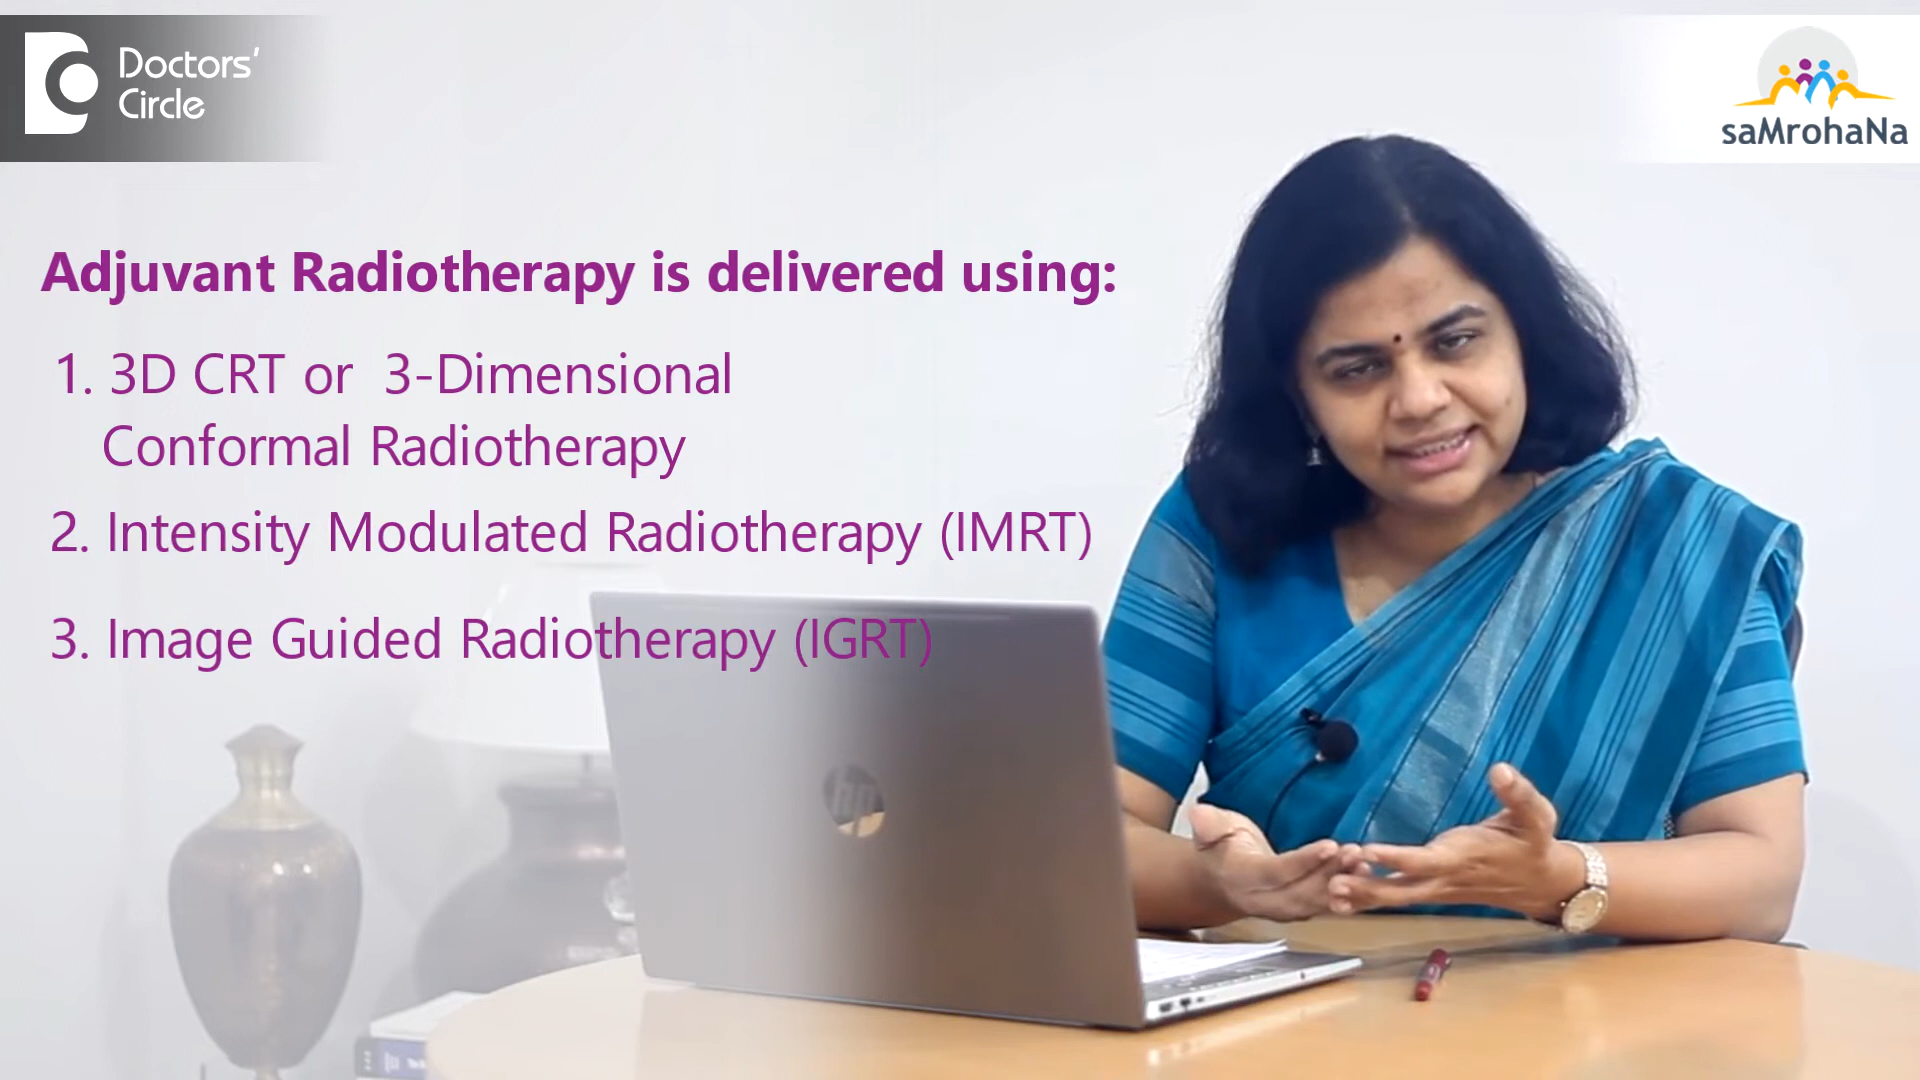 Doctors'
Circle
saMrohaNa
Adjuvant Radiotherapy is delivered using:
1. 3D CRT or 3-Dimensional
Conformal Radiotherapy
2. Intensity Modulated Radiotherapy (IMRT)
3. Image Guided Radiotherapy (IGRT)
hp